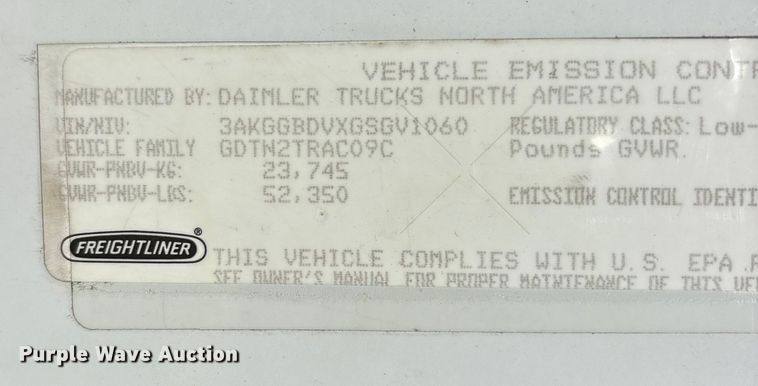 VEHICLE EMISSION CONTR
MANUFACTURED BY: DAIMLER TRUCKS NORTH AMERICA LLC
VIN/NIV: 3AKGGBDVXGSGV1060 REGULATORY CLASS: Low-
VEHICLE FAMILY GDTN2TRAC09C Pounds GVWR.
GVWR-PNBV-KG: 23,745
GVWR-PNBV-LBS: 52,350 EMISSION CONTROL IDENTI
FREIGHTLINER®
THIS VEHICLE COMPLIES WITH U.S. EPA R
SEE OWNER'S MANUAL FOR PROPER MAINTENANCE OF THIS VEH
Purple Wave Auction